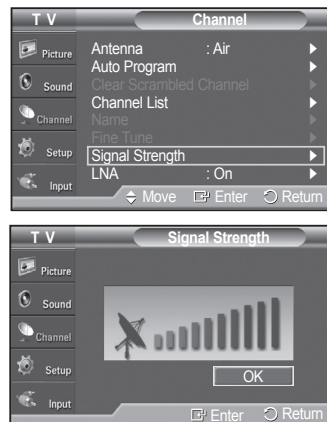 T V
Channel
Picture
Sound
Channel
Setup
Input
Antenna : Air
Auto Program
Clear Scrambled Channel
Channel List
Name
Fine Tune
Signal Strength
LNA : On
Move Enter Return
T V
Signal Strength
Picture
Sound
Channel
Setup
Input
OK
Enter Return